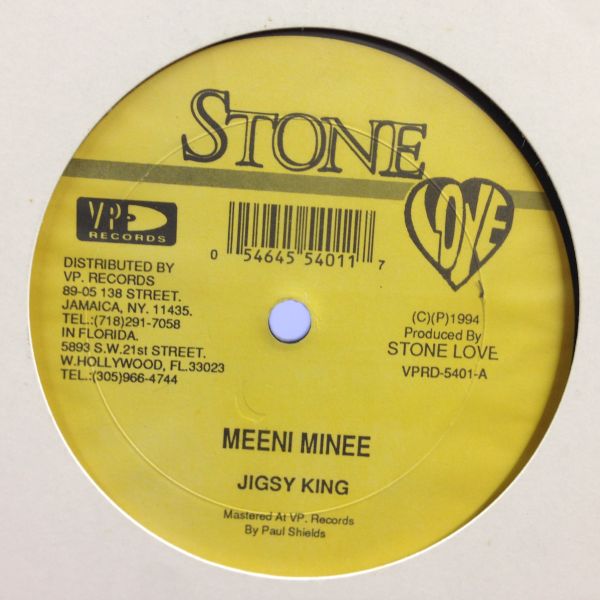 STONE
LOVE
VP
RECORDS
0 54645 54011 7
DISTRIBUTED BY
VP. RECORDS
89-05 138 STREET.
JAMAICA, NY. 11435.
TEL.:(718)291-7058
IN FLORIDA.
5893 S.W.21st STREET.
W.HOLLYWOOD, FL.33023
TEL.:(305)966-4744
(C)(P)1994
Produced By
STONE LOVE
VPRD-5401-A
MEENI MINEE
JIGSY KING
Mastered At VP. Records
By Paul Shields